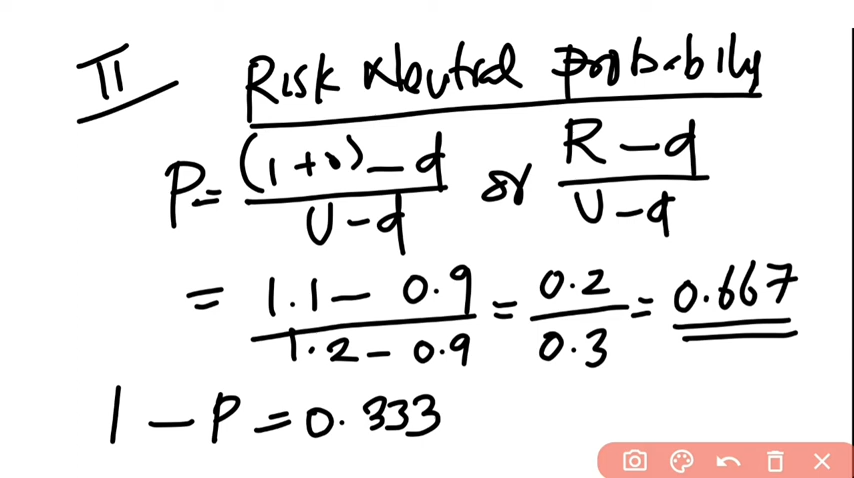 II Risk Neutral probability
P = (1+r) - d / U - d or R - d / U - d
= 1.1 - 0.9 / 1.2 - 0.9 = 0.2 / 0.3 = 0.667
1 - P = 0.333